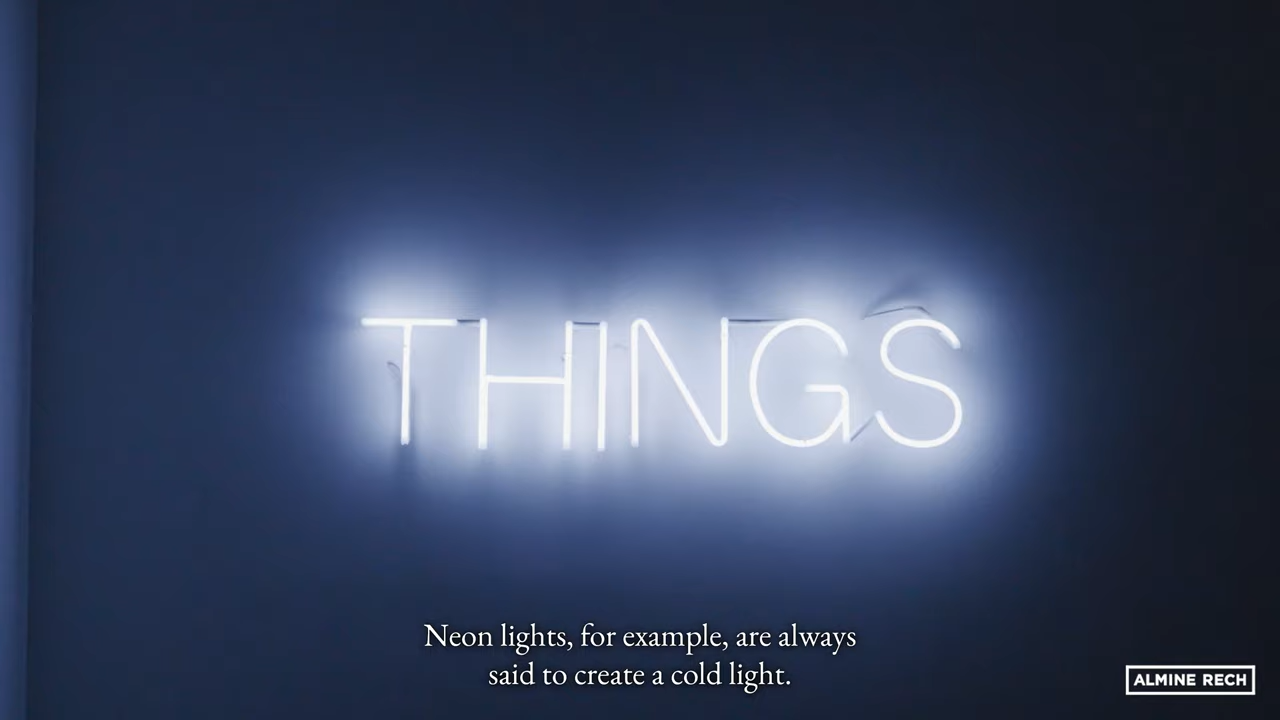 THINGS
Neon lights, for example, are always
said to create a cold light.
ALMINE RECH